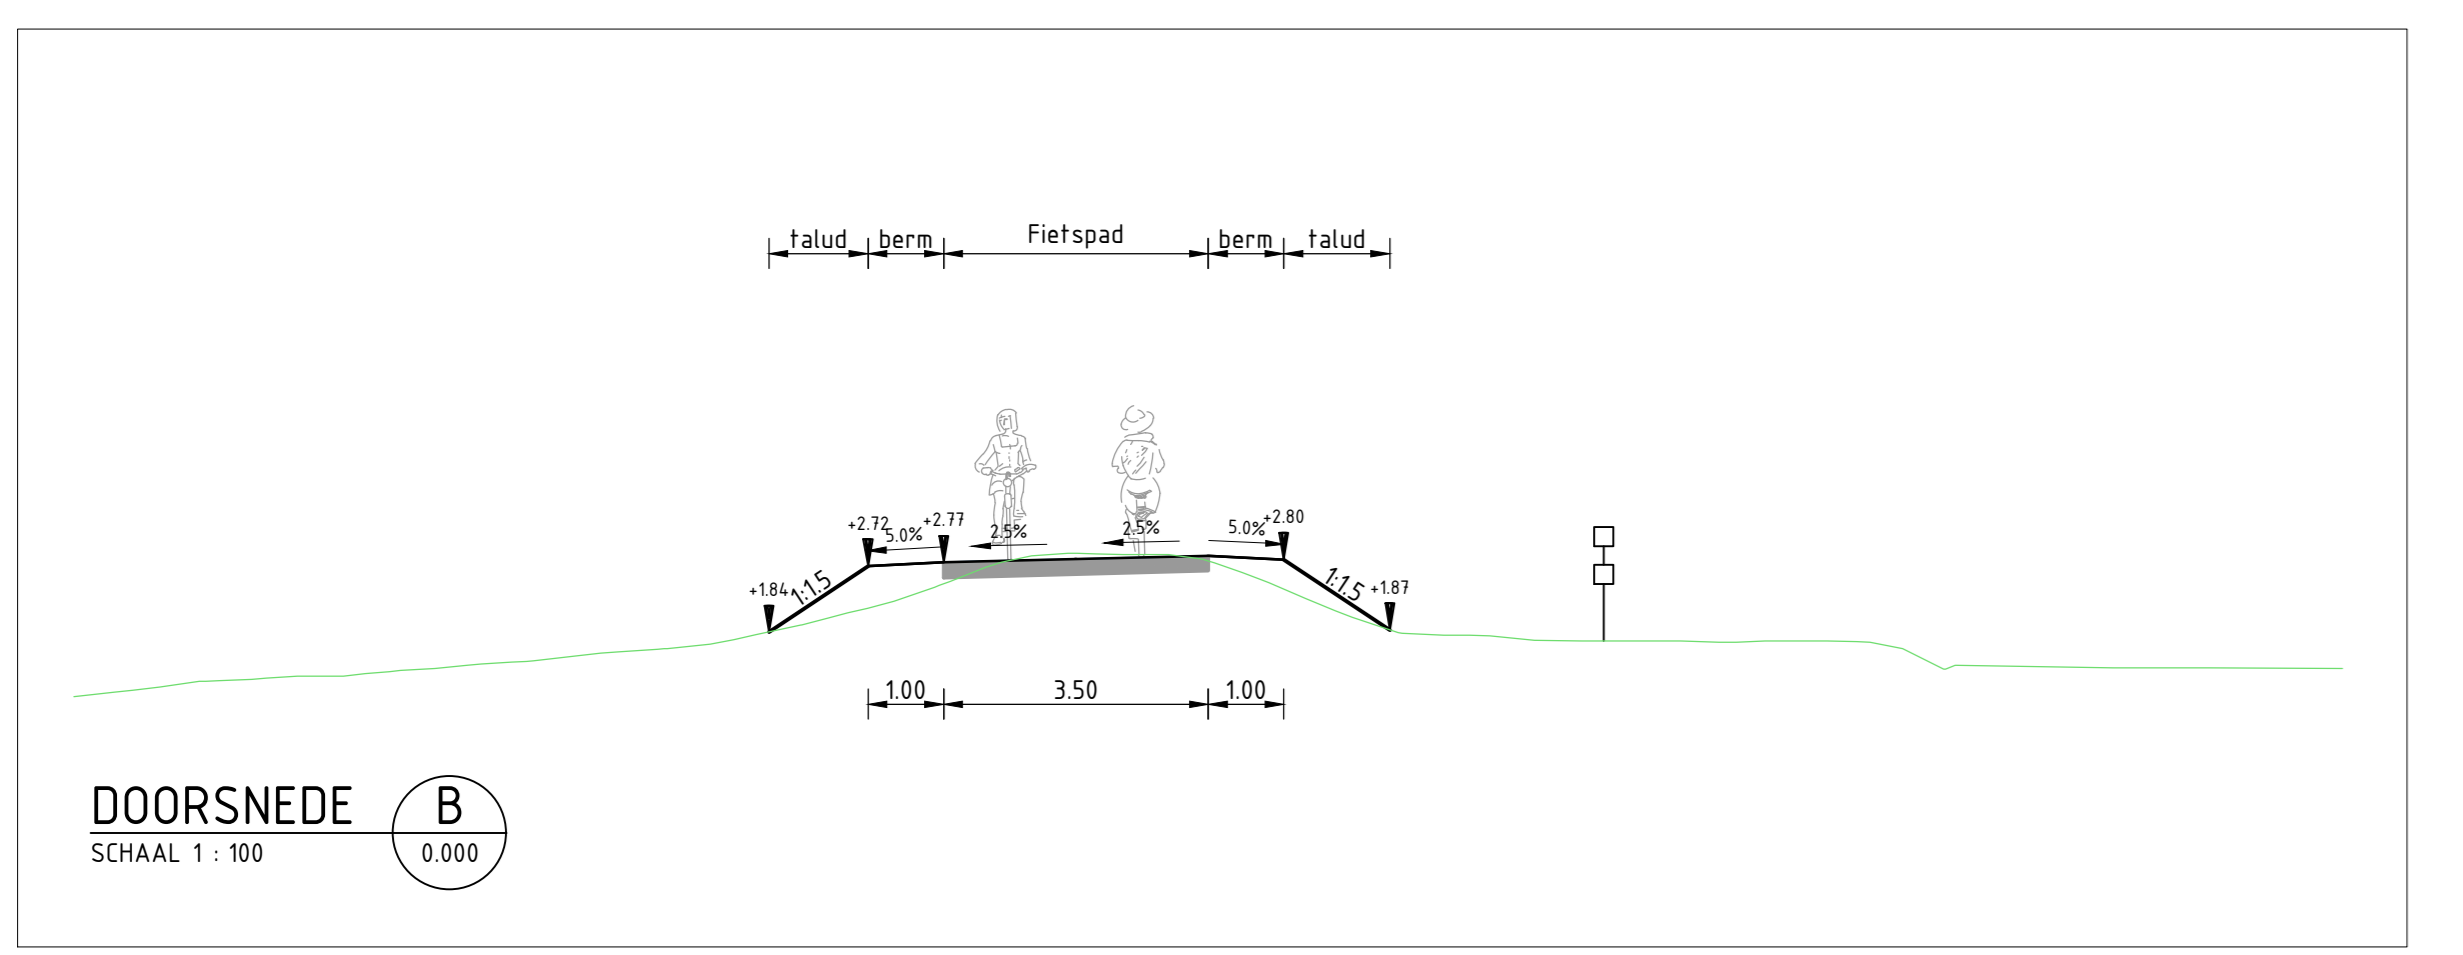 talud berm Fietspad berm talud
+2.72 5.0% +2.77 2.5% 2.5% 5.0% +2.80
+1.84 1:1.5 1:1.5 +1.87
1.00 3.50 1.00
DOORSNEDE B
SCHAAL 1 : 100 0.000